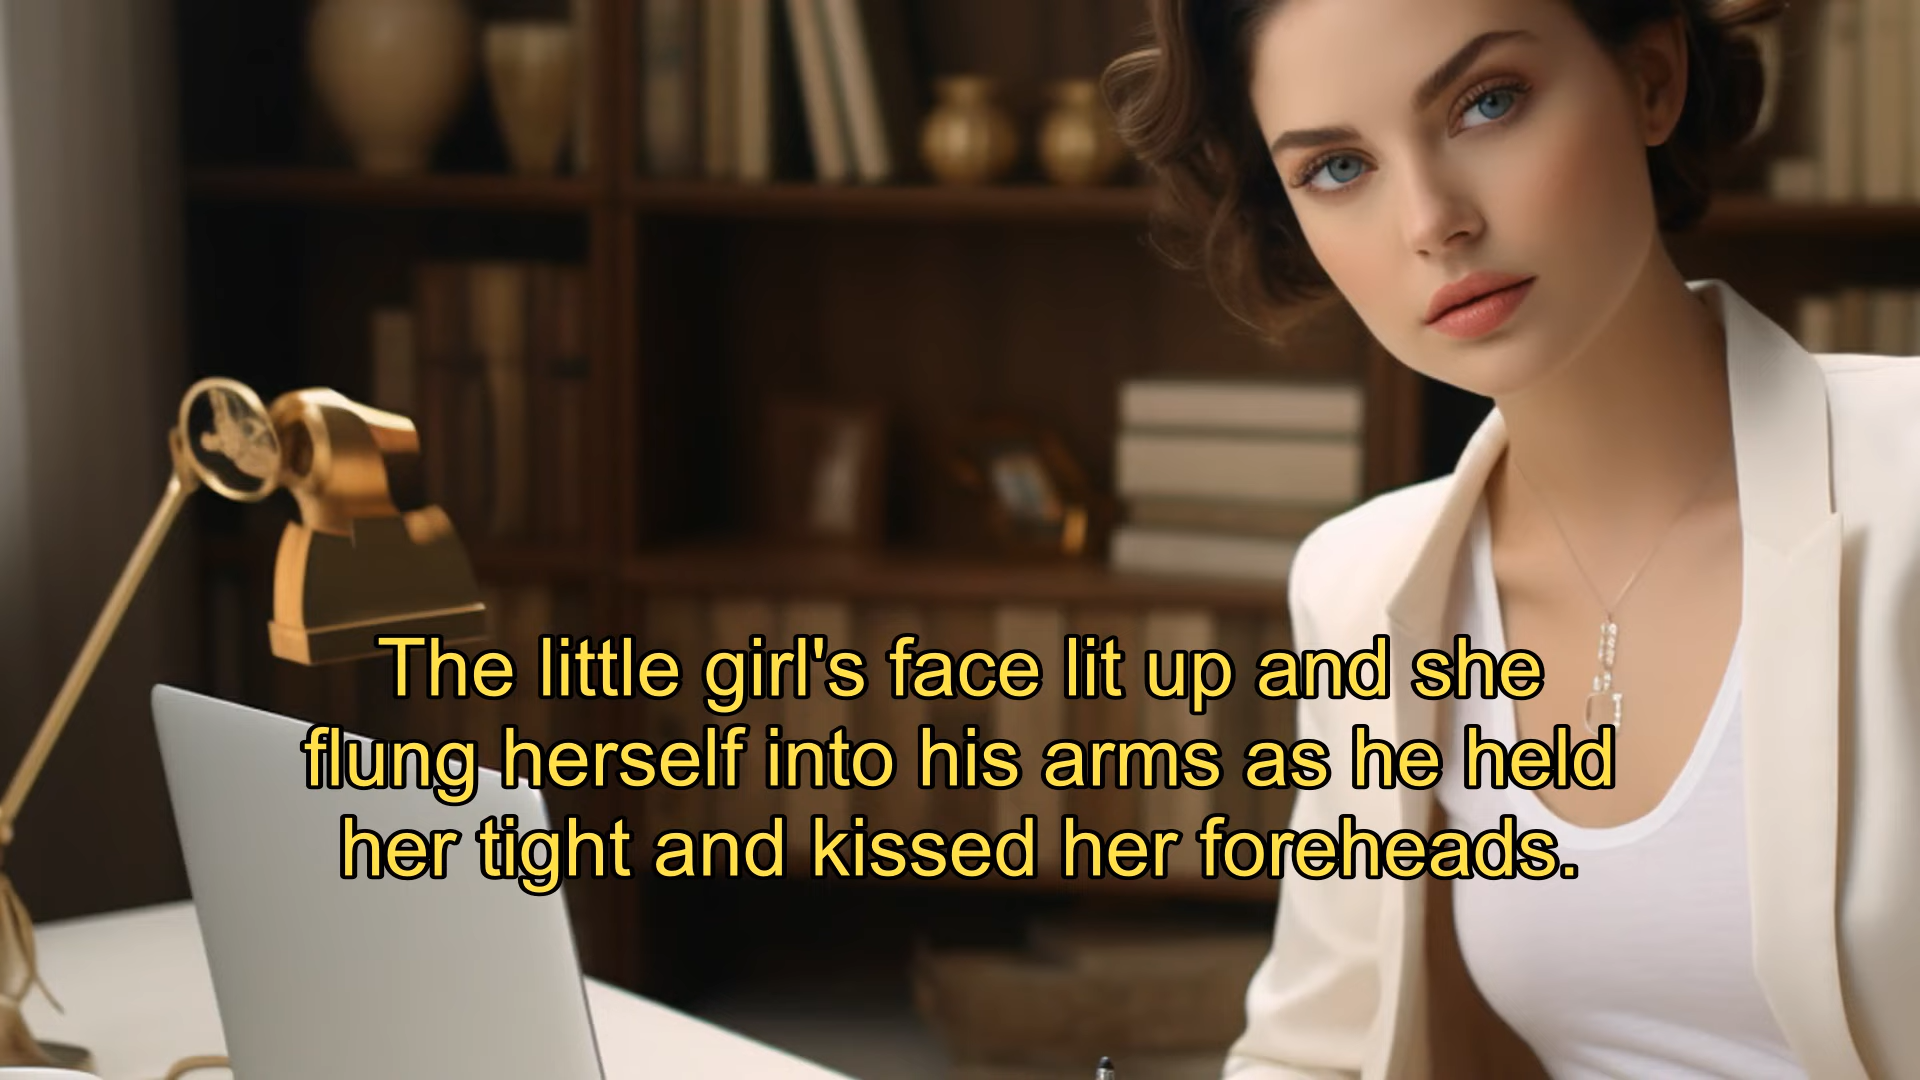 The little girl's face lit up and she
flung herself into his arms as he held
her tight and kissed her foreheads.